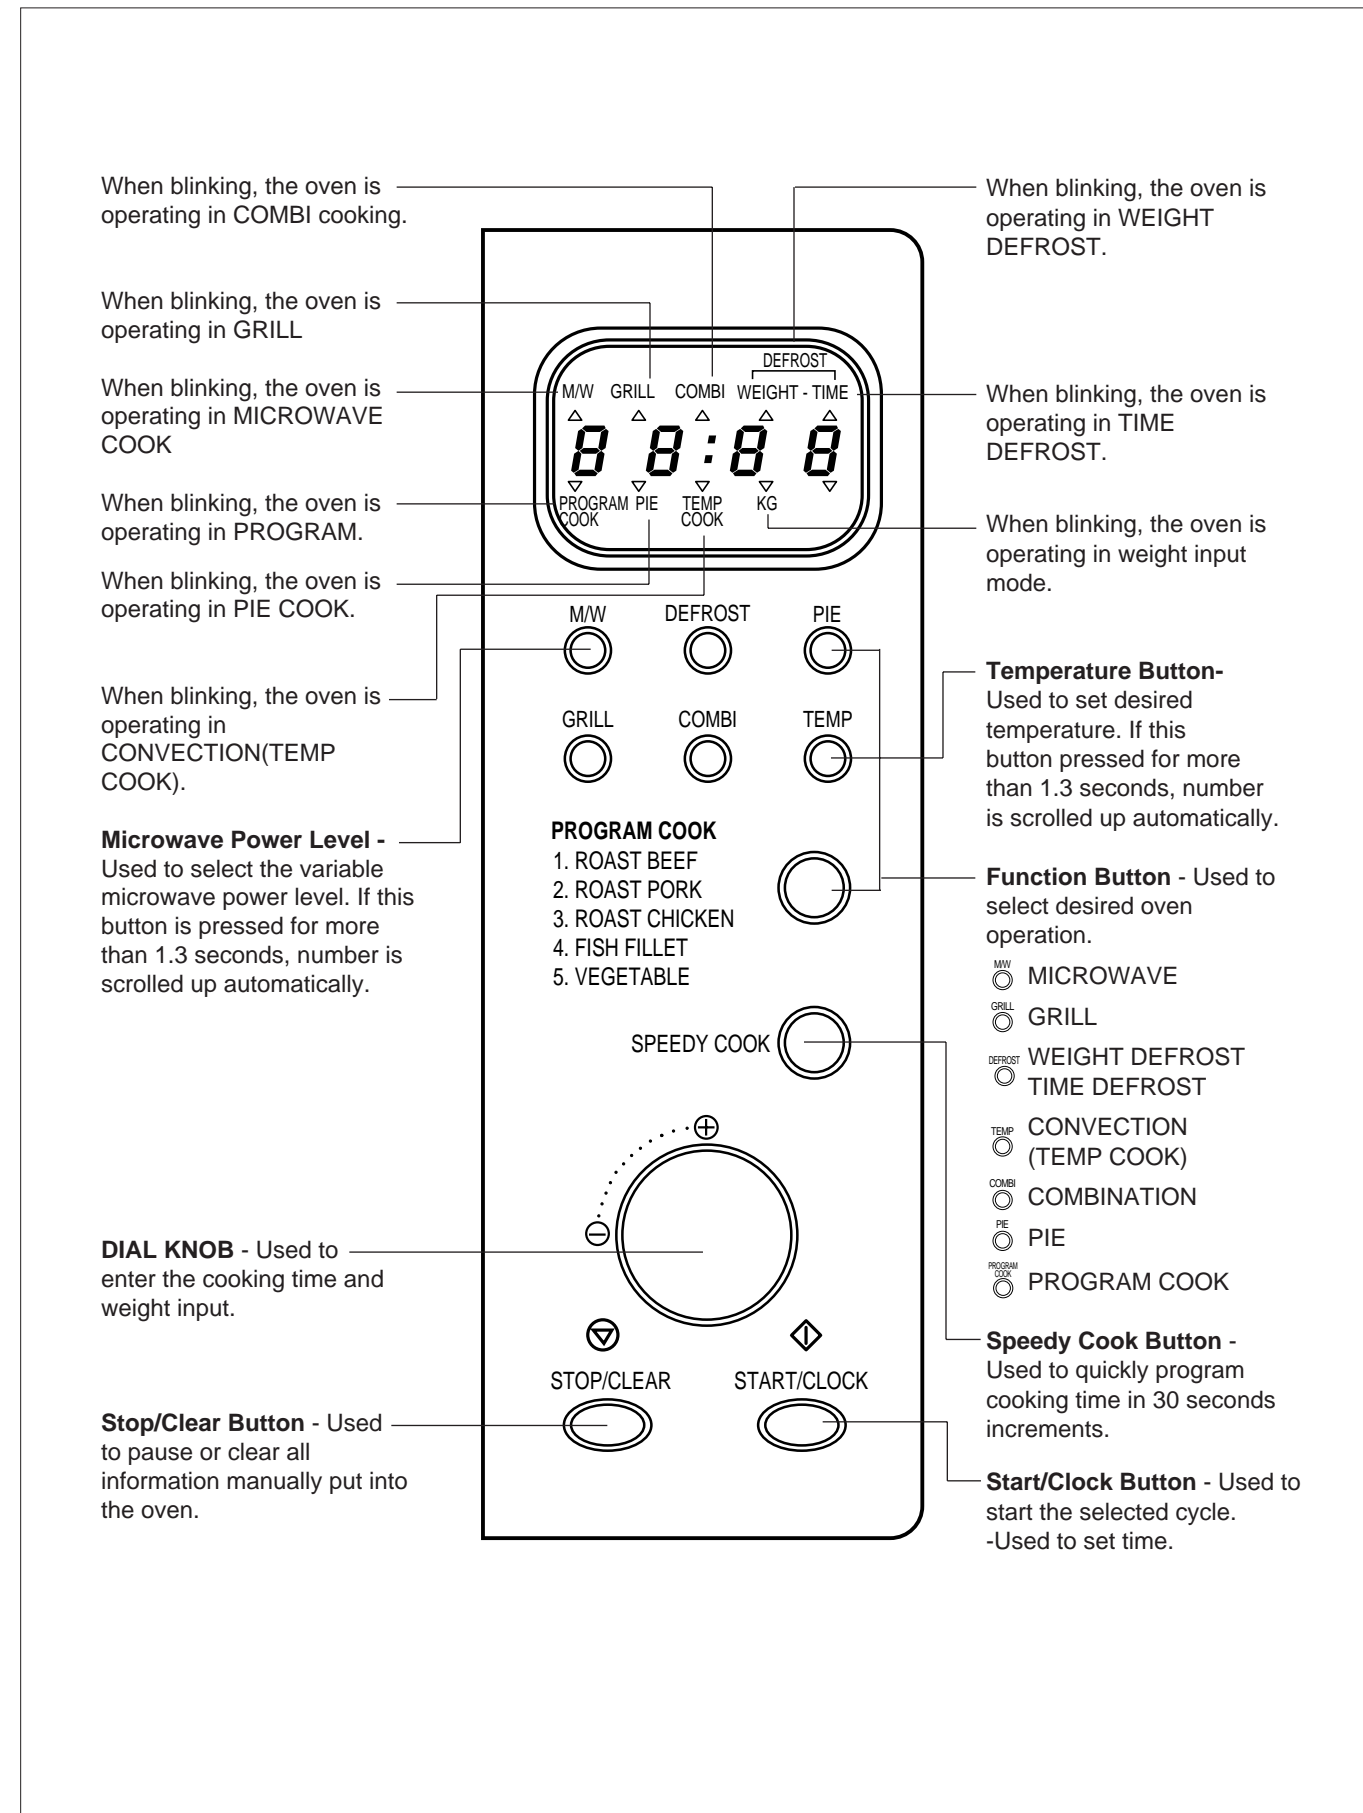 When blinking, the oven is
operating in COMBI cooking.
When blinking, the oven is
operating in GRILL
When blinking, the oven is
operating in MICROWAVE
COOK
When blinking, the oven is
operating in PROGRAM.
When blinking, the oven is
operating in PIE COOK.
When blinking, the oven is
operating in
CONVECTION(TEMP
COOK).
Microwave Power Level -
Used to select the variable
microwave power level. If this
button is pressed for more
than 1.3 seconds, number is
scrolled up automatically.
DIAL KNOB - Used to
enter the cooking time and
weight input.
Stop/Clear Button - Used
to pause or clear all
information manually put into
the oven.
DEFROST
M/W GRILL COMBI WEIGHT - TIME
8 8 : 8 8
PROGRAM PIE TEMP KG
COOK COOK
M/W DEFROST PIE
GRILL COMBI TEMP
PROGRAM COOK
1. ROAST BEEF
2. ROAST PORK
3. ROAST CHICKEN
4. FISH FILLET
5. VEGETABLE
SPEEDY COOK
STOP/CLEAR START/CLOCK
When blinking, the oven is
operating in WEIGHT
DEFROST.
When blinking, the oven is
operating in TIME
DEFROST.
When blinking, the oven is
operating in weight input
mode.
Temperature Button-
Used to set desired
temperature. If this
button pressed for more
than 1.3 seconds, number
is scrolled up automatically.
Function Button - Used to
select desired oven
operation.
M/W MICROWAVE
GRILL GRILL
DEFROST WEIGHT DEFROST
TIME DEFROST
TEMP CONVECTION
(TEMP COOK)
COMBI COMBINATION
PIE PIE
PROGRAM
COOK PROGRAM COOK
Speedy Cook Button -
Used to quickly program
cooking time in 30 seconds
increments.
Start/Clock Button - Used to
start the selected cycle.
-Used to set time.